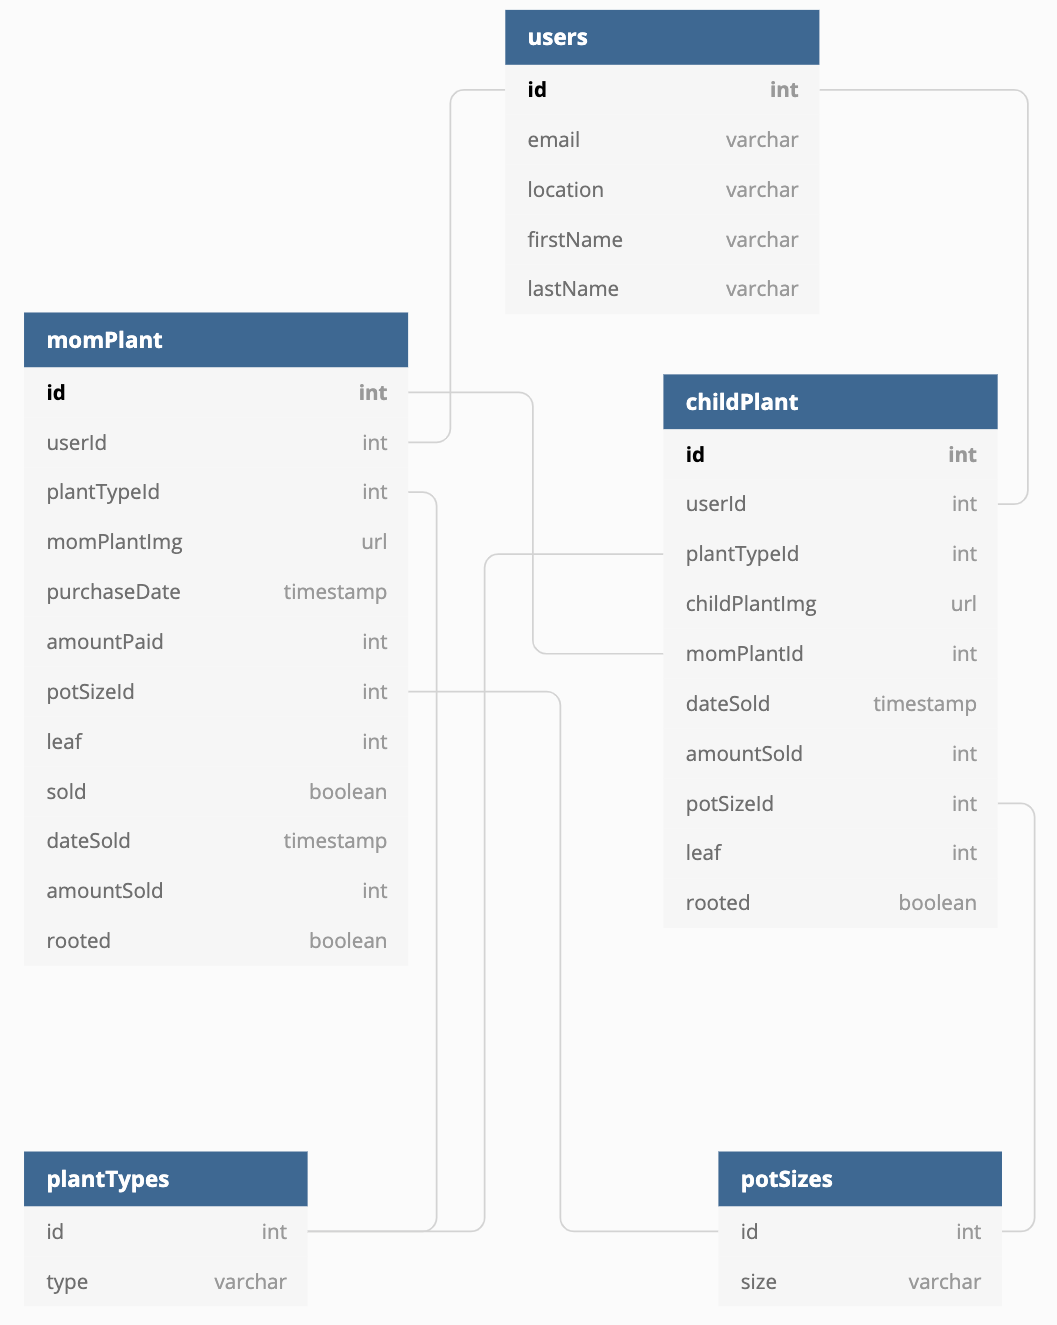 users
id int
email varchar
location varchar
firstName varchar
lastName varchar
momPlant
id int
userId int
plantTypeId int
momPlantImg url
purchaseDate timestamp
amountPaid int
potSizeId int
leaf int
sold boolean
dateSold timestamp
amountSold int
rooted boolean
childPlant
id int
userId int
plantTypeId int
childPlantImg url
momPlantId int
dateSold timestamp
amountSold int
potSizeId int
leaf int
rooted boolean
plantTypes
id int
type varchar
potSizes
id int
size varchar